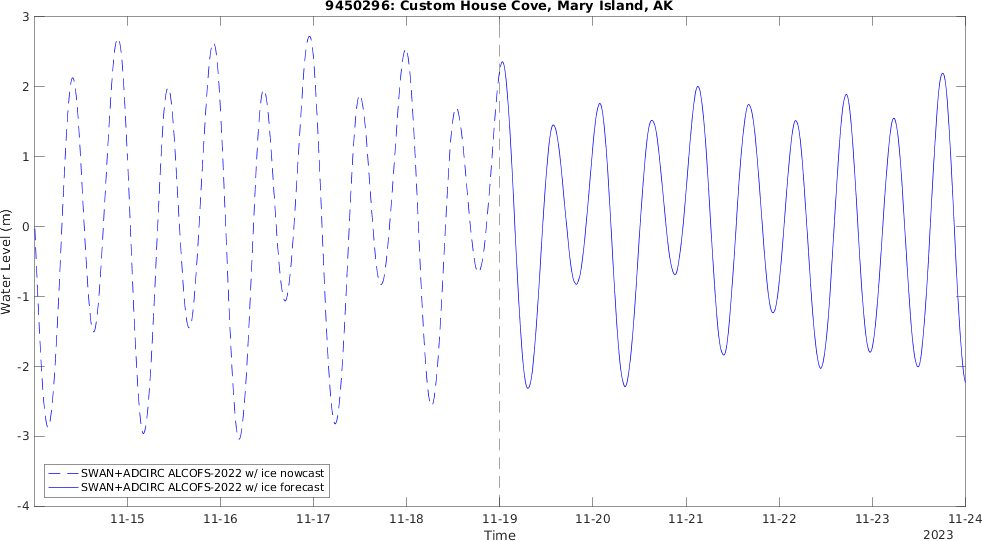 9450296: Custom House Cove, Mary Island, AK
3
2
1
0
-1
-2
-3
-4
Water Level (m)
SWAN+ADCIRC ALCOFS-2022 w/ ice nowcast
SWAN+ADCIRC ALCOFS-2022 w/ ice forecast
11-15 11-16 11-17 11-18 11-19 11-20 11-21 11-22 11-23 11-24
Time
2023